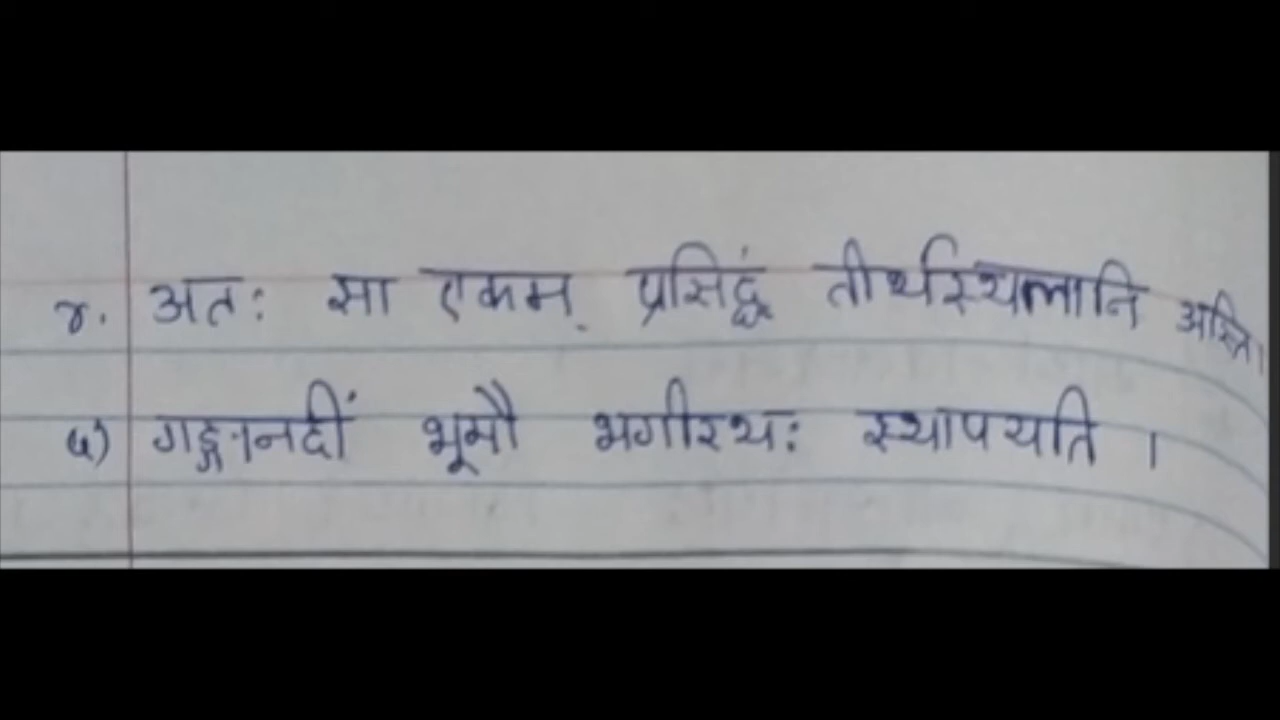 ४. अतः सा एकम् प्रसिद्धं तीर्थस्थलानि अस्ति।
५) गङ्गानदीं भूमौ भगीरथः स्थापयति ।